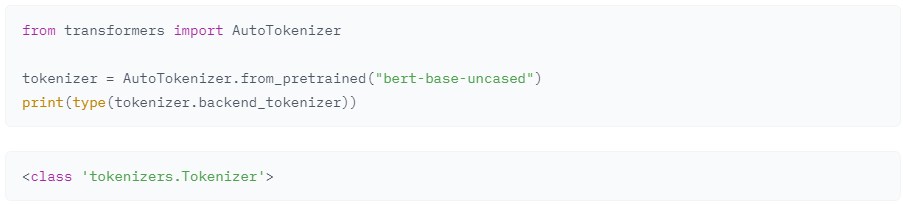 from transformers import AutoTokenizer
tokenizer = AutoTokenizer.from_pretrained("bert-base-uncased")
print(type(tokenizer.backend_tokenizer))
<class 'tokenizers.Tokenizer'>